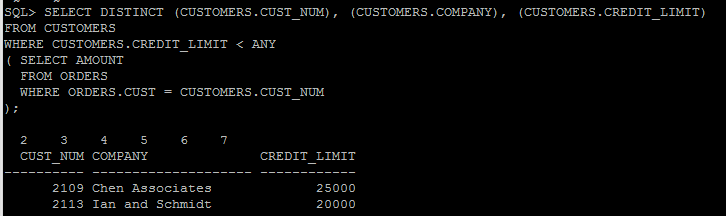 SQL> SELECT DISTINCT (CUSTOMERS.CUST_NUM), (CUSTOMERS.COMPANY), (CUSTOMERS.CREDIT_LIMIT)
FROM CUSTOMERS
WHERE CUSTOMERS.CREDIT_LIMIT < ANY
( SELECT AMOUNT
  FROM ORDERS
  WHERE ORDERS.CUST = CUSTOMERS.CUST_NUM
);
  2    3    4    5    6    7
  CUST_NUM COMPANY              CREDIT_LIMIT
---------- -------------------- ------------
      2109 Chen Associates             25000
      2113 Ian and Schmidt             20000